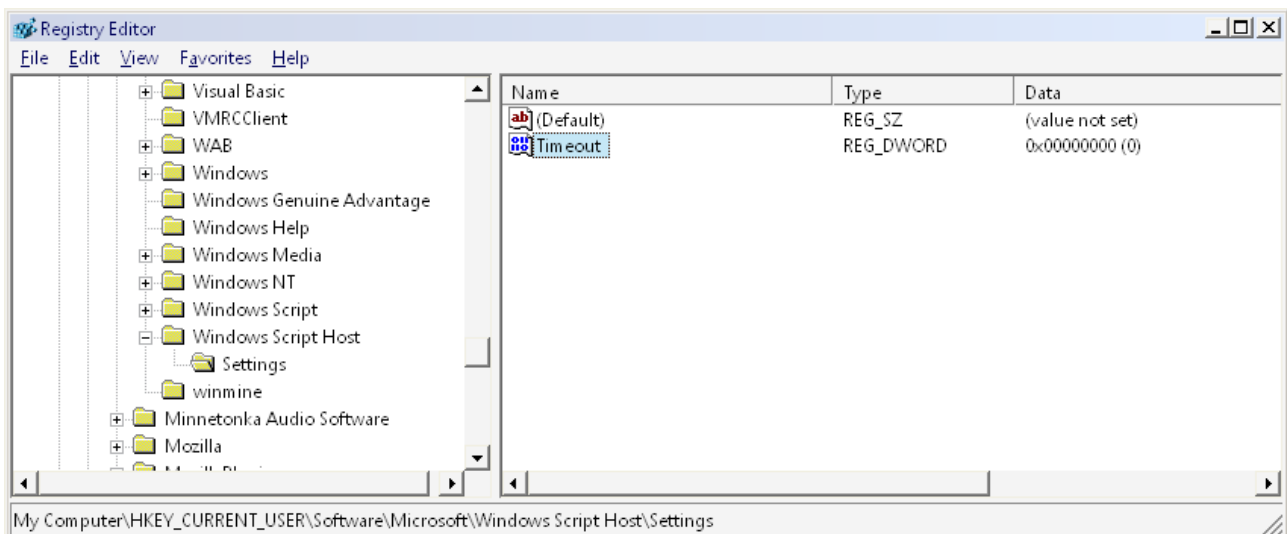 Registry Editor
File Edit View Favorites Help
Visual Basic
VMRCClient
WAB
Windows
Windows Genuine Advantage
Windows Help
Windows Media
Windows NT
Windows Script
Windows Script Host
Settings
winmine
Minnetonka Audio Software
Mozilla
Name Type Data
(Default) REG_SZ (value not set)
Timeout REG_DWORD 0x00000000 (0)
My Computer\HKEY_CURRENT_USER\Software\Microsoft\Windows Script Host\Settings